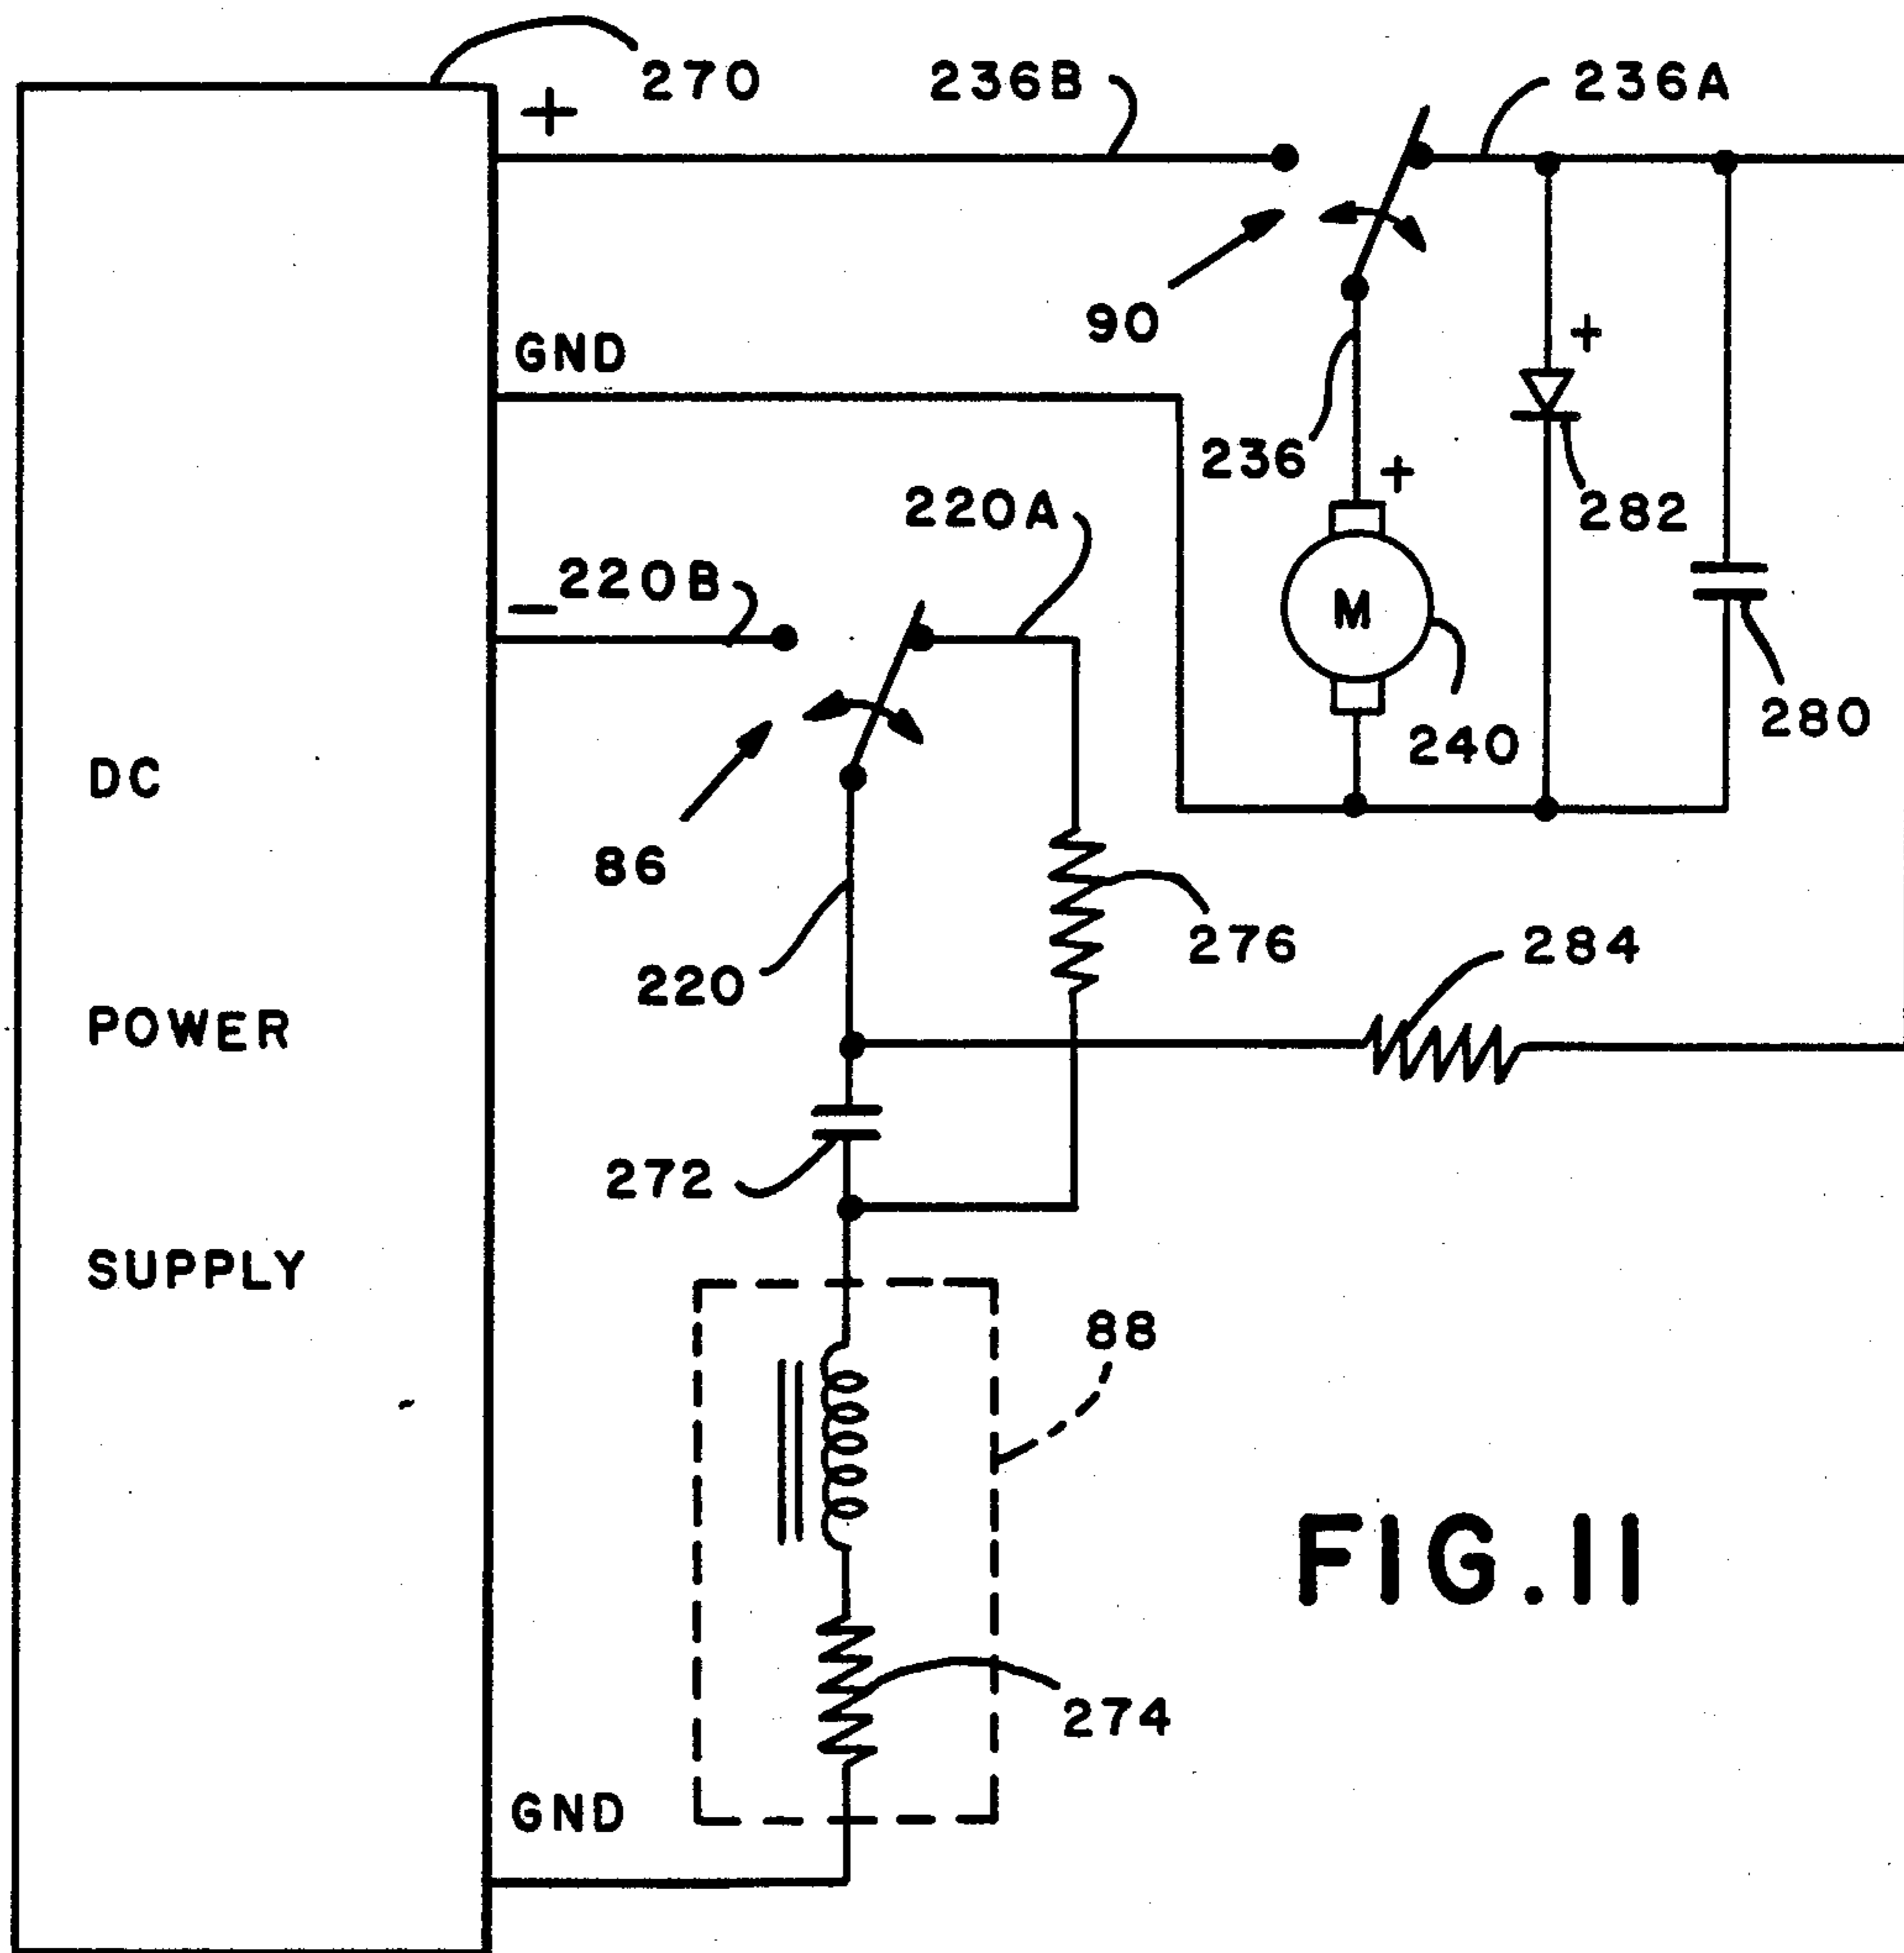 270
236B
236A
+
90
GND
+
236
+
282
220A
220B
−
M
280
240
DC
86
276
284
220
POWER
272
SUPPLY
88
FIG. 11
274
GND